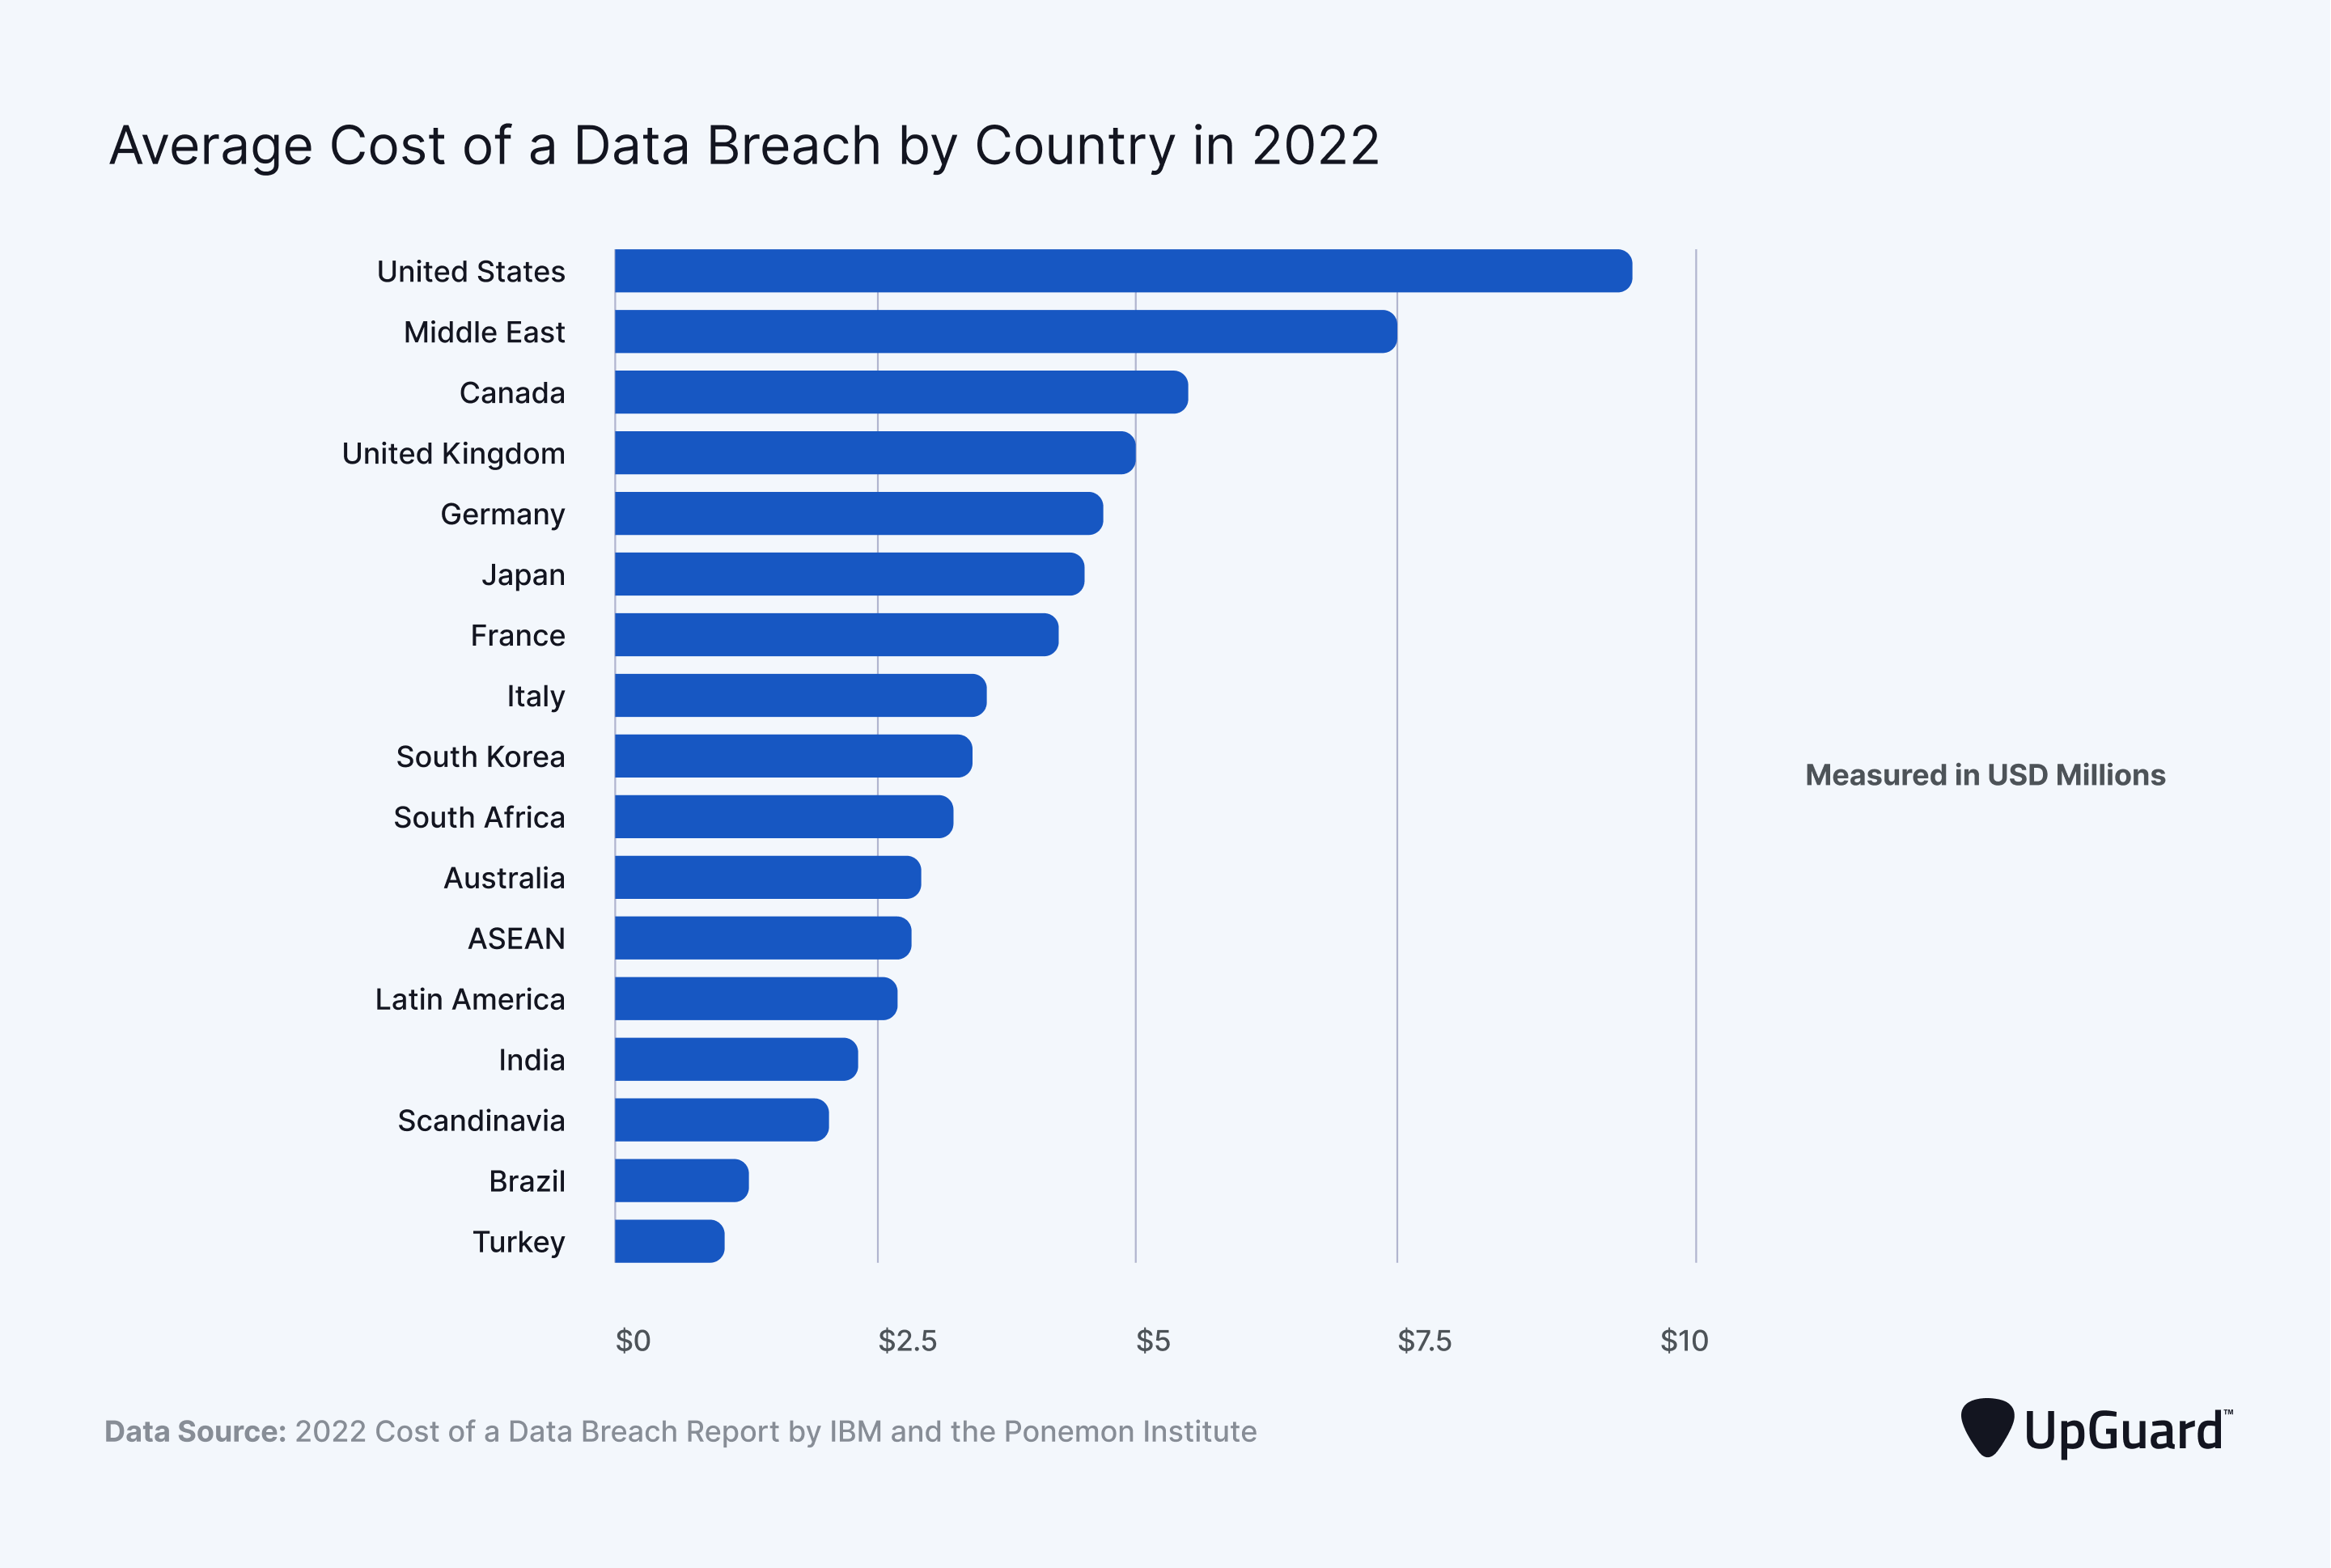 Average Cost of a Data Breach by Country in 2022
United States
Middle East
Canada
United Kingdom
Germany
Japan
France
Italy
South Korea
South Africa
Australia
ASEAN
Latin America
India
Scandinavia
Brazil
Turkey
Measured in USD Millions
$0 $2.5 $5 $7.5 $10
Data Source: 2022 Cost of a Data Breach Report by IBM and the Ponemon Institute
UpGuard™